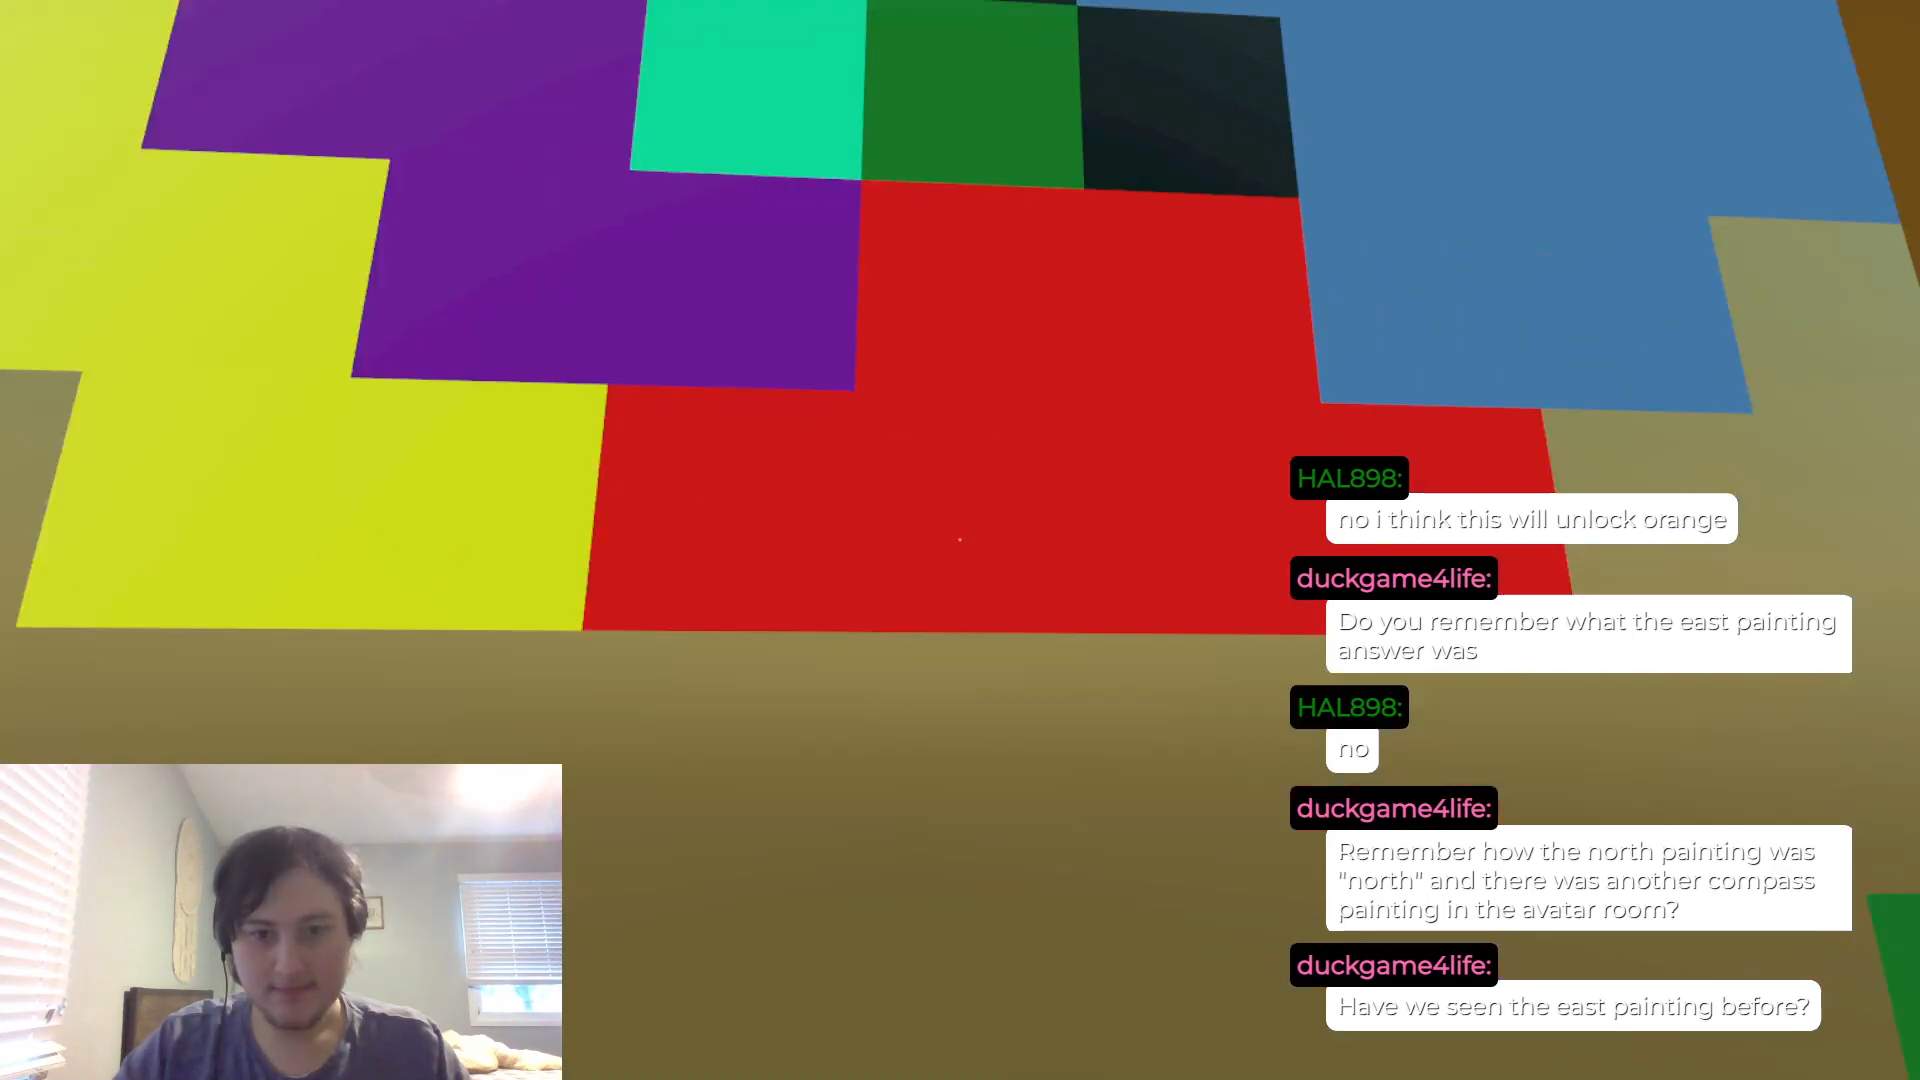 HAL898:
no i think this will unlock orange
duckgame4life:
Do you remember what the east painting
answer was
HAL898:
no
duckgame4life:
Remember how the north painting was
"north" and there was another compass
painting in the avatar room?
duckgame4life:
Have we seen the east painting before?